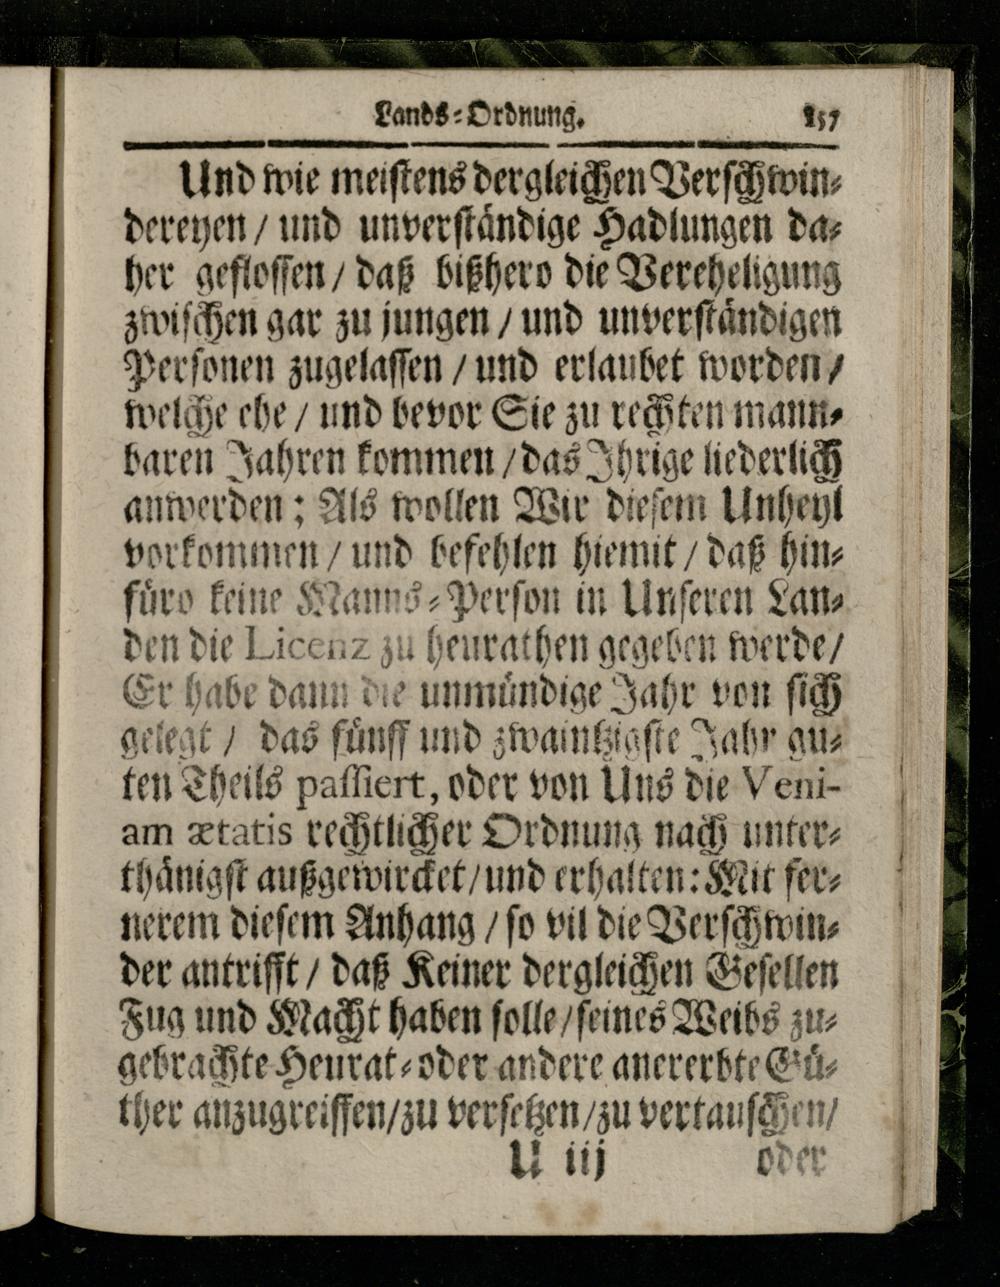 Lands-Ordnung. 157
Und wie meistens dergleichen Verschwin-
dereyen / und unverständige Hadlungen da-
her geflossen / daß bißhero die Vereheligung
zwischen gar zu jungen / und unverständigen
Personen zugelassen / und erlaubet worden /
welche ehe / und bevor Sie zu rechten mann-
baren Jahren kommen / das Ihrige liederlich
anwerden ; Als wollen Wir diesem Unheyl
vorkommen / und befehlen hiemit / daß hin-
füro keine Manns-Person in Unseren Lan-
den die Licenz zu heurathen gegeben werde /
Er habe dann die unmündige Jahr von sich
gelegt / das fünff und zwaintzigste Jahr gu-
ten Theils passiert, oder von Uns die Veni-
am ætatis rechtlicher Ordnung nach unter-
thänigst außgewircket / und erhalten: Mit fer-
nerem diesem Anhang / so vil die Verschwin-
der antrifft / daß Keiner dergleichen Gesellen
Fug und Macht haben solle / seines Weibs zu-
gebrachte Heurat- oder andere anererbte Gü-
ther anzugreiffen / zu versetzen / zu vertauschen /
U iij oder